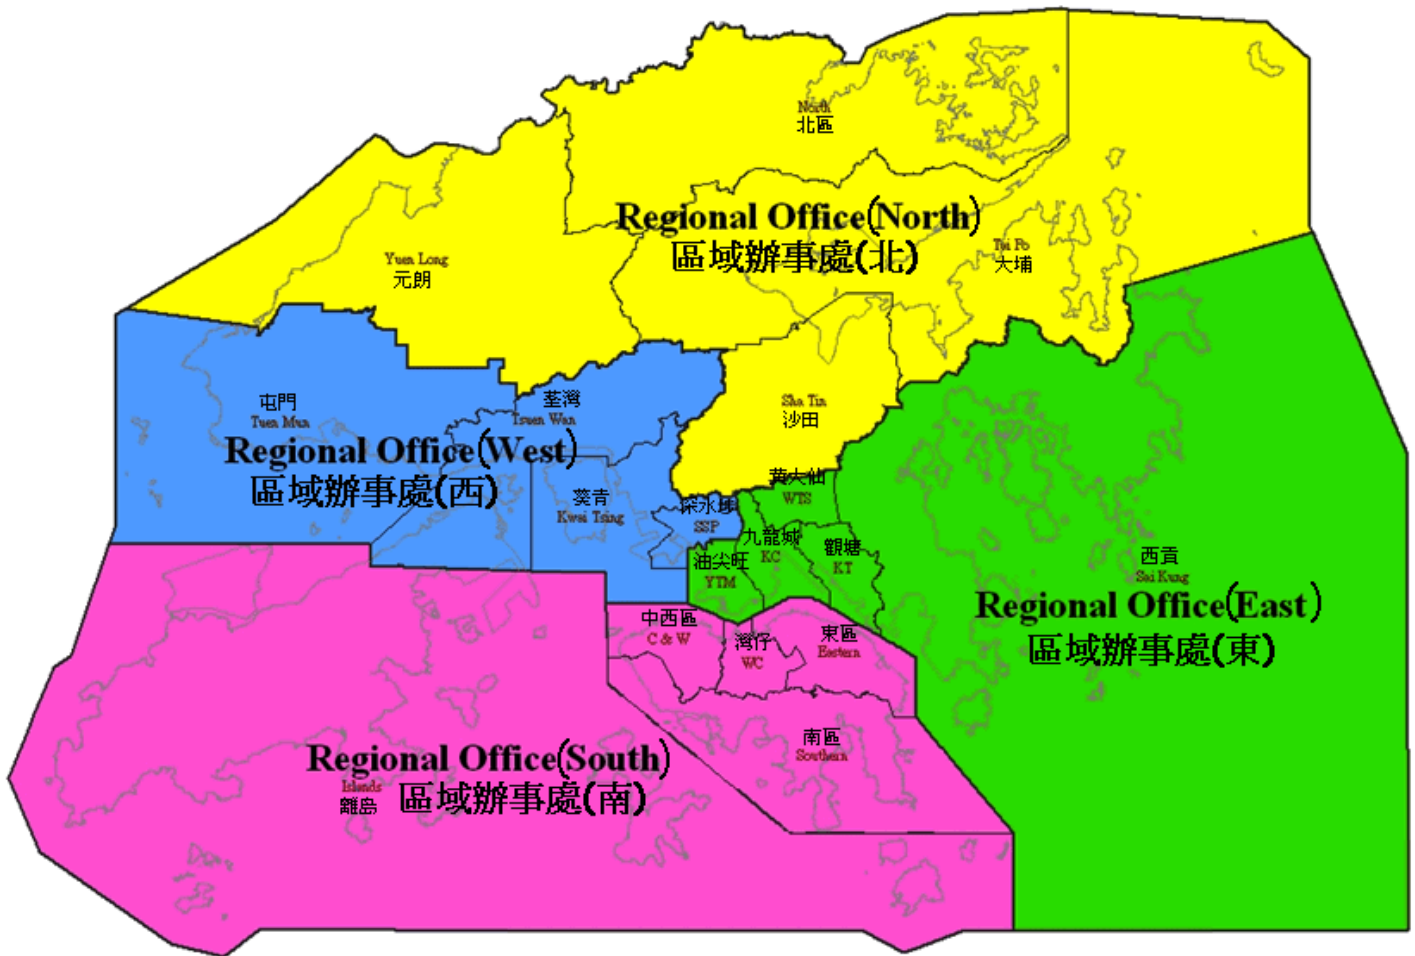 North
北區
Regional Office(North)
區域辦事處(北)
Yuen Long
元朗
Tai Po
大埔
屯門
Tuen Mun
荃灣
Tsuen Wan
Sha Tin
沙田
Regional Office(West)
區域辦事處(西)
葵青
Kwai Tsing
深水埗
SSP
黃大仙
WTS
九龍城
KC
觀塘
KT
油尖旺
YTM
西貢
Sai Kung
Regional Office(East)
區域辦事處(東)
中西區
C & W
灣仔
WC
東區
Eastern
南區
Southern
Regional Office(South)
區域辦事處(南)
Islands
離島